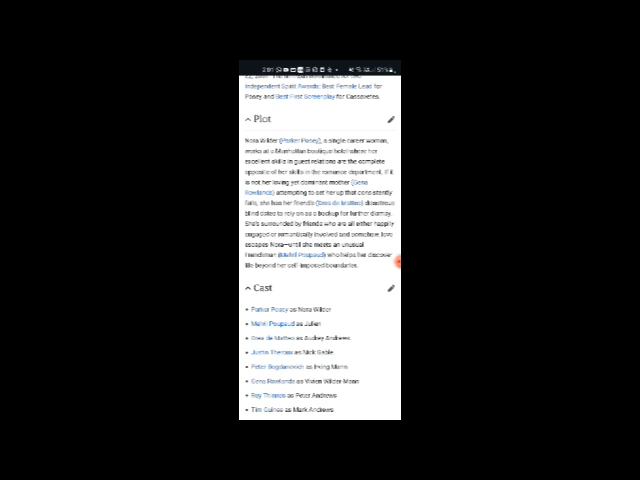 Independent Spirit Awards: Best Female Lead for
Posey and Best First Screenplay for Cassavetes.
Plot
Nora Wilder (Parker Posey), a single career woman,
works at a Manhattan boutique hotel where her
excellent skills in guest relations are the complete
opposite of her skills in the romance department. If it
is not her loving yet dominant mother (Gena
Rowlands) attempting to set her up that consistently
fails, she has her friend's (Drea de Matteo) disastrous
blind dates to rely on as a backup for further dismay.
She's surrounded by friends who are all either happily
engaged or romantically involved and somehow love
escapes Nora—until she meets an unusual
Frenchman (Melvil Poupaud) who helps her discover
life beyond her self-imposed boundaries.
Cast
• Parker Posey as Nora Wilder
• Melvil Poupaud as Julien
• Drea de Matteo as Audrey Andrews
• Justin Theroux as Nick Gable
• Peter Bogdanovich as Irving Mann
• Gena Rowlands as Vivien Wilder-Mann
• Roy Thinnes as Peter Andrews
• Tim Guinee as Mark Andrews